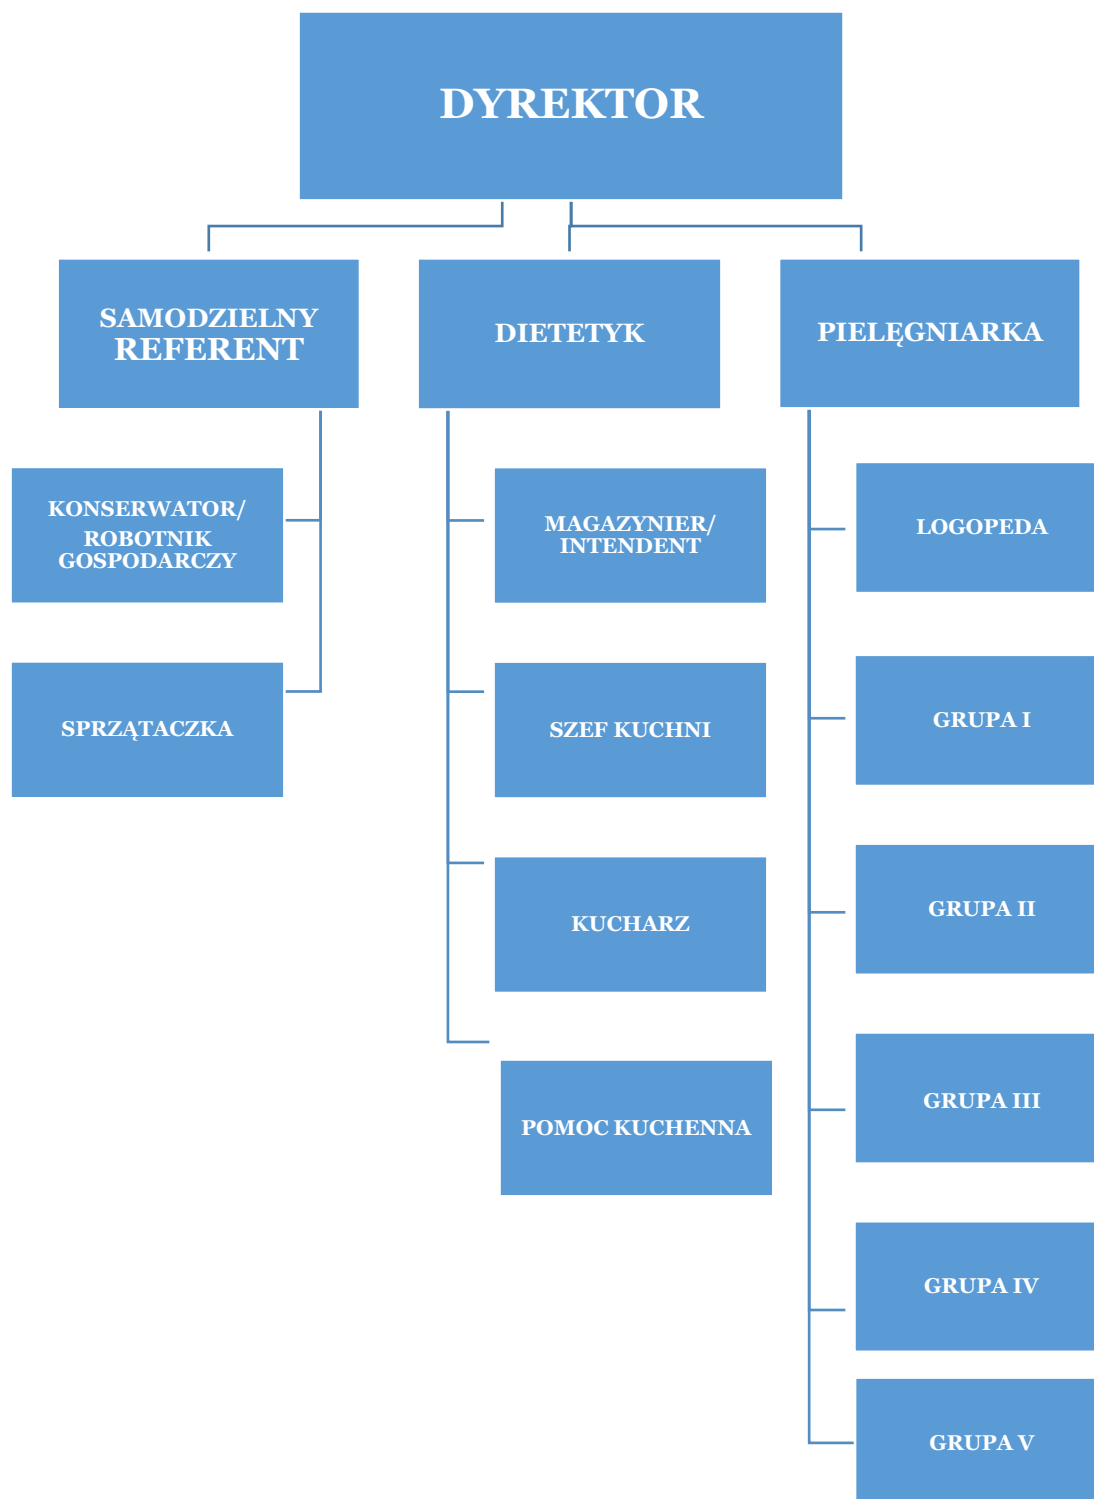 DYREKTOR
SAMODZIELNY
REFERENT
DIETETYK
PIELĘGNIARKA
KONSERWATOR/
ROBOTNIK
GOSPODARCZY
SPRZĄTACZKA
MAGAZYNIER/
INTENDENT
SZEF KUCHNI
KUCHARZ
POMOC KUCHENNA
LOGOPEDA
GRUPA I
GRUPA II
GRUPA III
GRUPA IV
GRUPA V